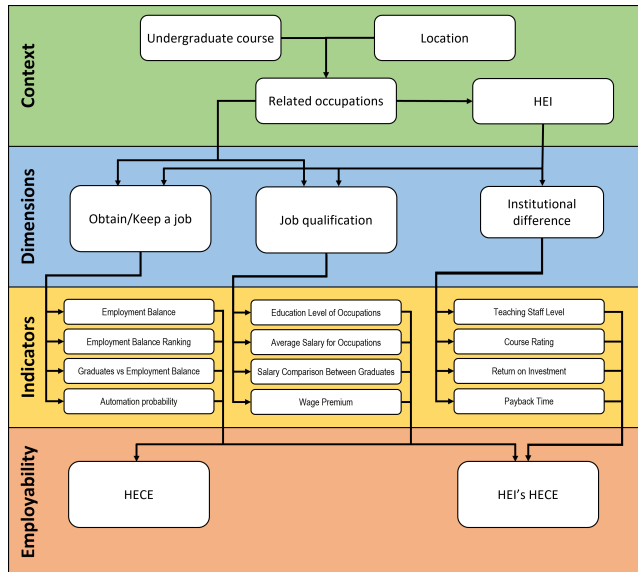 Context
Undergraduate course
Location
Related occupations
HEI
Dimensions
Obtain/Keep a job
Job qualification
Institutional
difference
Indicators
Employment Balance
Employment Balance Ranking
Graduates vs Employment Balance
Automation probability
Education Level of Occupations
Average Salary for Occupations
Salary Comparison Between Graduates
Wage Premium
Teaching Staff Level
Course Rating
Return on Investment
Payback Time
Employability
HECE
HEI's HECE